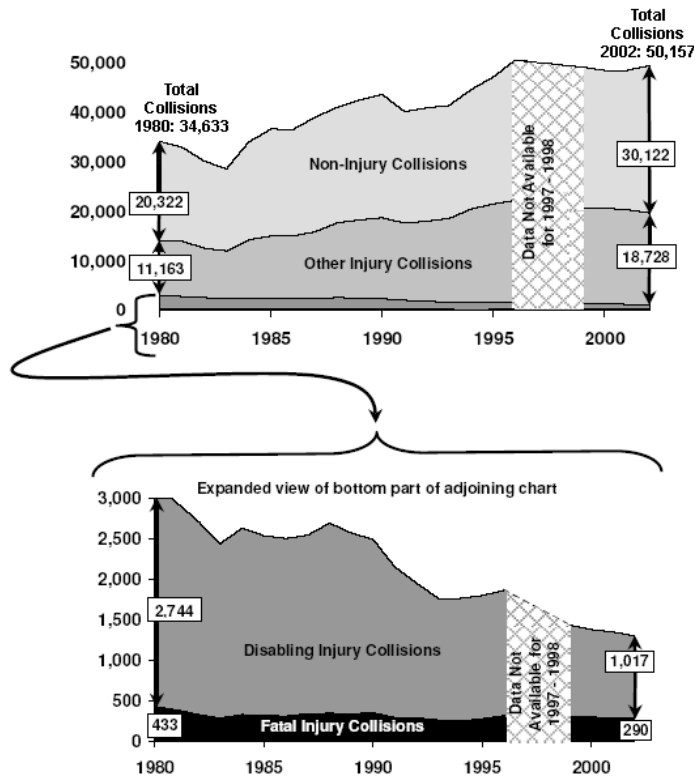 Total
Collisions
2002: 50,157
50,000
Total
Collisions
1980: 34,633
40,000
30,000
20,000
10,000
0
Non-Injury Collisions
30,122
20,322
Data Not Available
for 1997 - 1998
Other Injury Collisions
11,163
18,728
1980
1985
1990
1995
2000
Expanded view of bottom part of adjoining chart
3,000
2,500
2,000
1,500
1,000
500
0
2,744
Disabling Injury Collisions
Data Not
Available for
1997 - 1998
1,017
433
Fatal Injury Collisions
290
1980
1985
1990
1995
2000